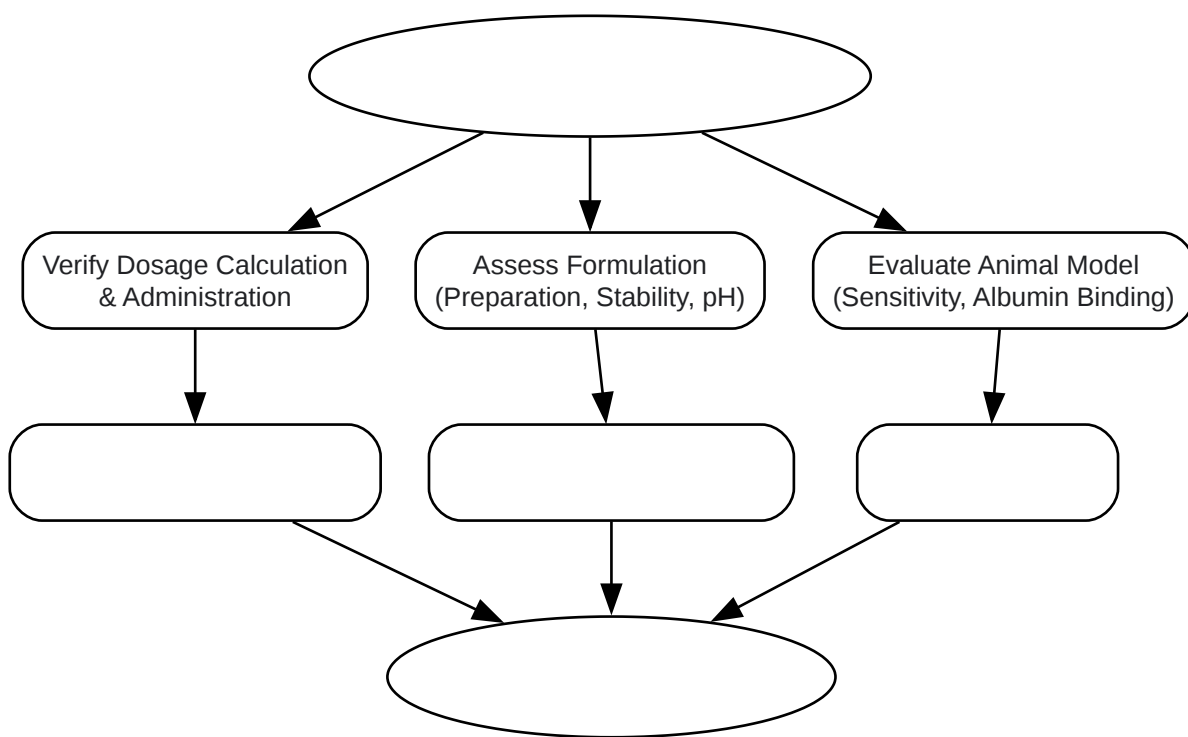 Verify Dosage Calculation
& Administration
Assess Formulation
(Preparation, Stability, pH)
Evaluate Animal Model
(Sensitivity, Albumin Binding)